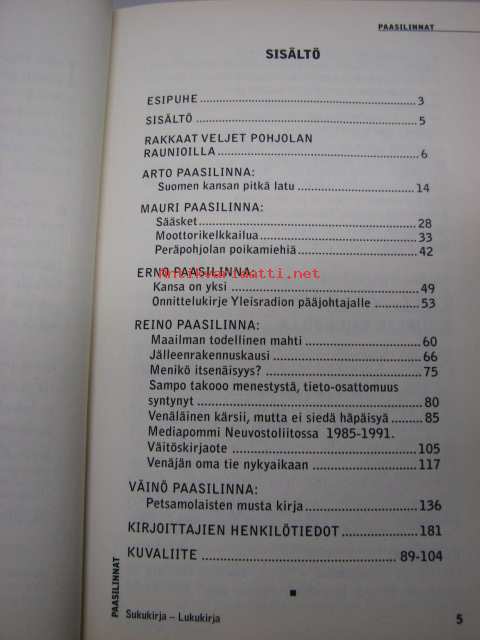 PAASILINNAT
SISÄLTÖ
ESIPUHE ........ 3
SISÄLTÖ ........ 5
RAKKAAT VELJET POHJOLAN
RAUNIOILLA ........ 6
ARTO PAASILINNA:
Suomen kansan pitkä latu ........ 14
MAURI PAASILINNA:
Sääsket ........ 28
Moottorikelkkailua ........ 33
Peräpohjolan poikamiehiä ........ 42
ERNO PAASILINNA:
Kansa on yksi ........ 49
Onnittelukirje Yleisradion pääjohtajalle ........ 53
REINO PAASILINNA:
Maailman todellinen mahti ........ 60
Jälleenrakennuskausi ........ 66
Menikö itsenäisyys? ........ 75
Sampo takooo menestystä, tieto-osattomuus
syntynyt ........ 80
Venäläinen kärsii, mutta ei siedä häpäisyä ........ 85
Mediapommi Neuvostoliitossa 1985-1991.
Väitöskirjaote ........ 105
Venäjän oma tie nykyaikaan ........ 117
VÄINÖ PAASILINNA:
Petsamolaisten musta kirja ........ 136
KIRJOITTAJIEN HENKILÖTIEDOT ........ 181
KUVALIITE ........ 89-104
PAASILINNAT
Sukukirja – Lukukirja 5